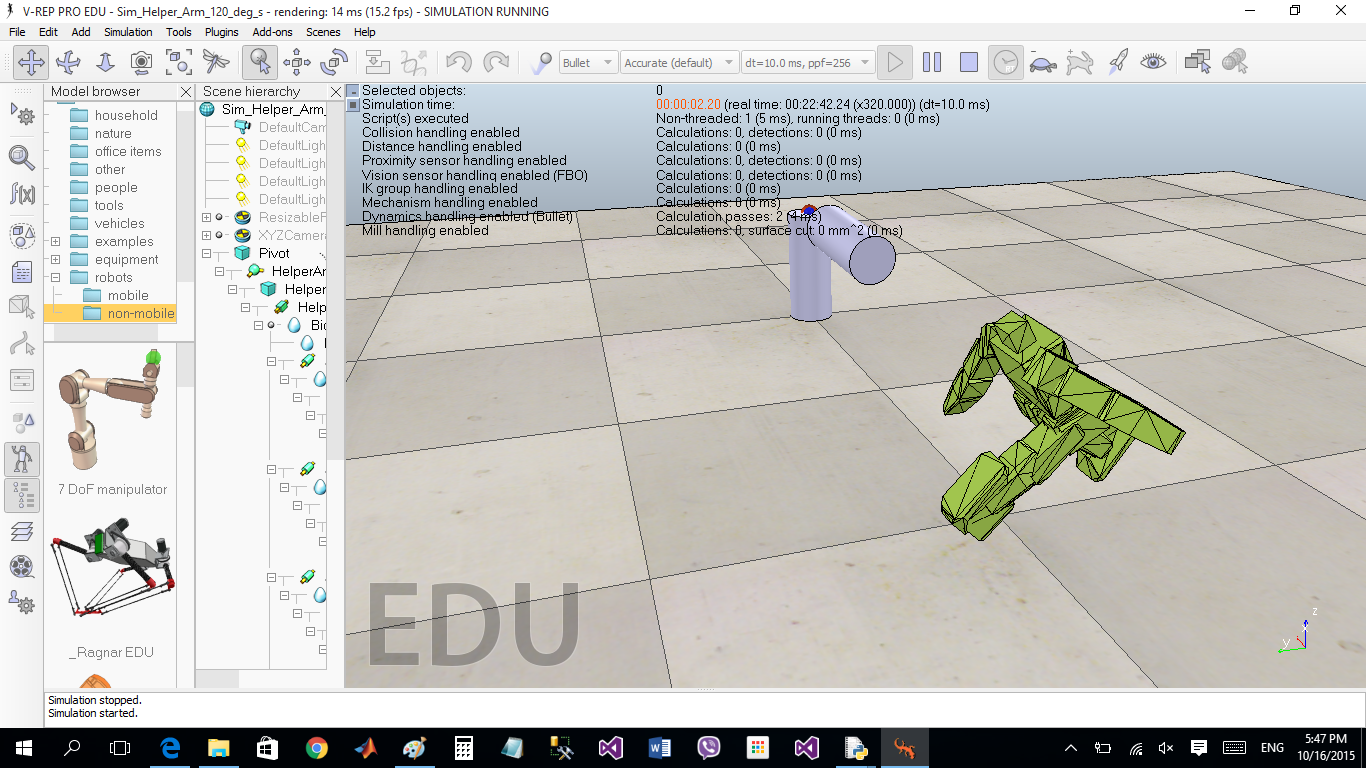 V-REP PRO EDU - Sim_Helper_Arm_120_deg_s - rendering: 14 ms (15.2 fps) - SIMULATION RUNNING
File Edit Add Simulation Tools Plugins Add-ons Scenes Help
Bullet Accurate (default) dt=10.0 ms, ppf=256
Model browser
household
nature
office items
other
people
tools
vehicles
examples
equipment
robots
mobile
non-mobile
7 DoF manipulator
_Ragnar EDU
Scene hierarchy
Sim_Helper_Arm_
DefaultCam
DefaultLigh
DefaultLigh
DefaultLigh
DefaultLigh
ResizableF
XYZCamera
Pivot
HelperAr
Helper
Help
Bio
Selected objects: 0
Simulation time: 00:00:02.20 (real time: 00:22:42.24 (x320.000)) (dt=10.0 ms)
Script(s) executed Non-threaded: 1 (5 ms), running threads: 0 (0 ms)
Collision handling enabled Calculations: 0, detections: 0 (0 ms)
Distance handling enabled Calculations: 0 (0 ms)
Proximity sensor handling enabled Calculations: 0, detections: 0 (0 ms)
Vision sensor handling enabled (FBO) Calculations: 0, detections: 0 (0 ms)
IK group handling enabled Calculations: 0 (0 ms)
Mechanism handling enabled Calculations: 0 (0 ms)
Dynamics handling enabled (Bullet) Calculation passes: 2 (4 ms)
Mill handling enabled Calculations: 0, surface cut: 0 mm^2 (0 ms)
EDU
z
y
Simulation stopped.
Simulation started.
ENG
5:47 PM
10/16/2015